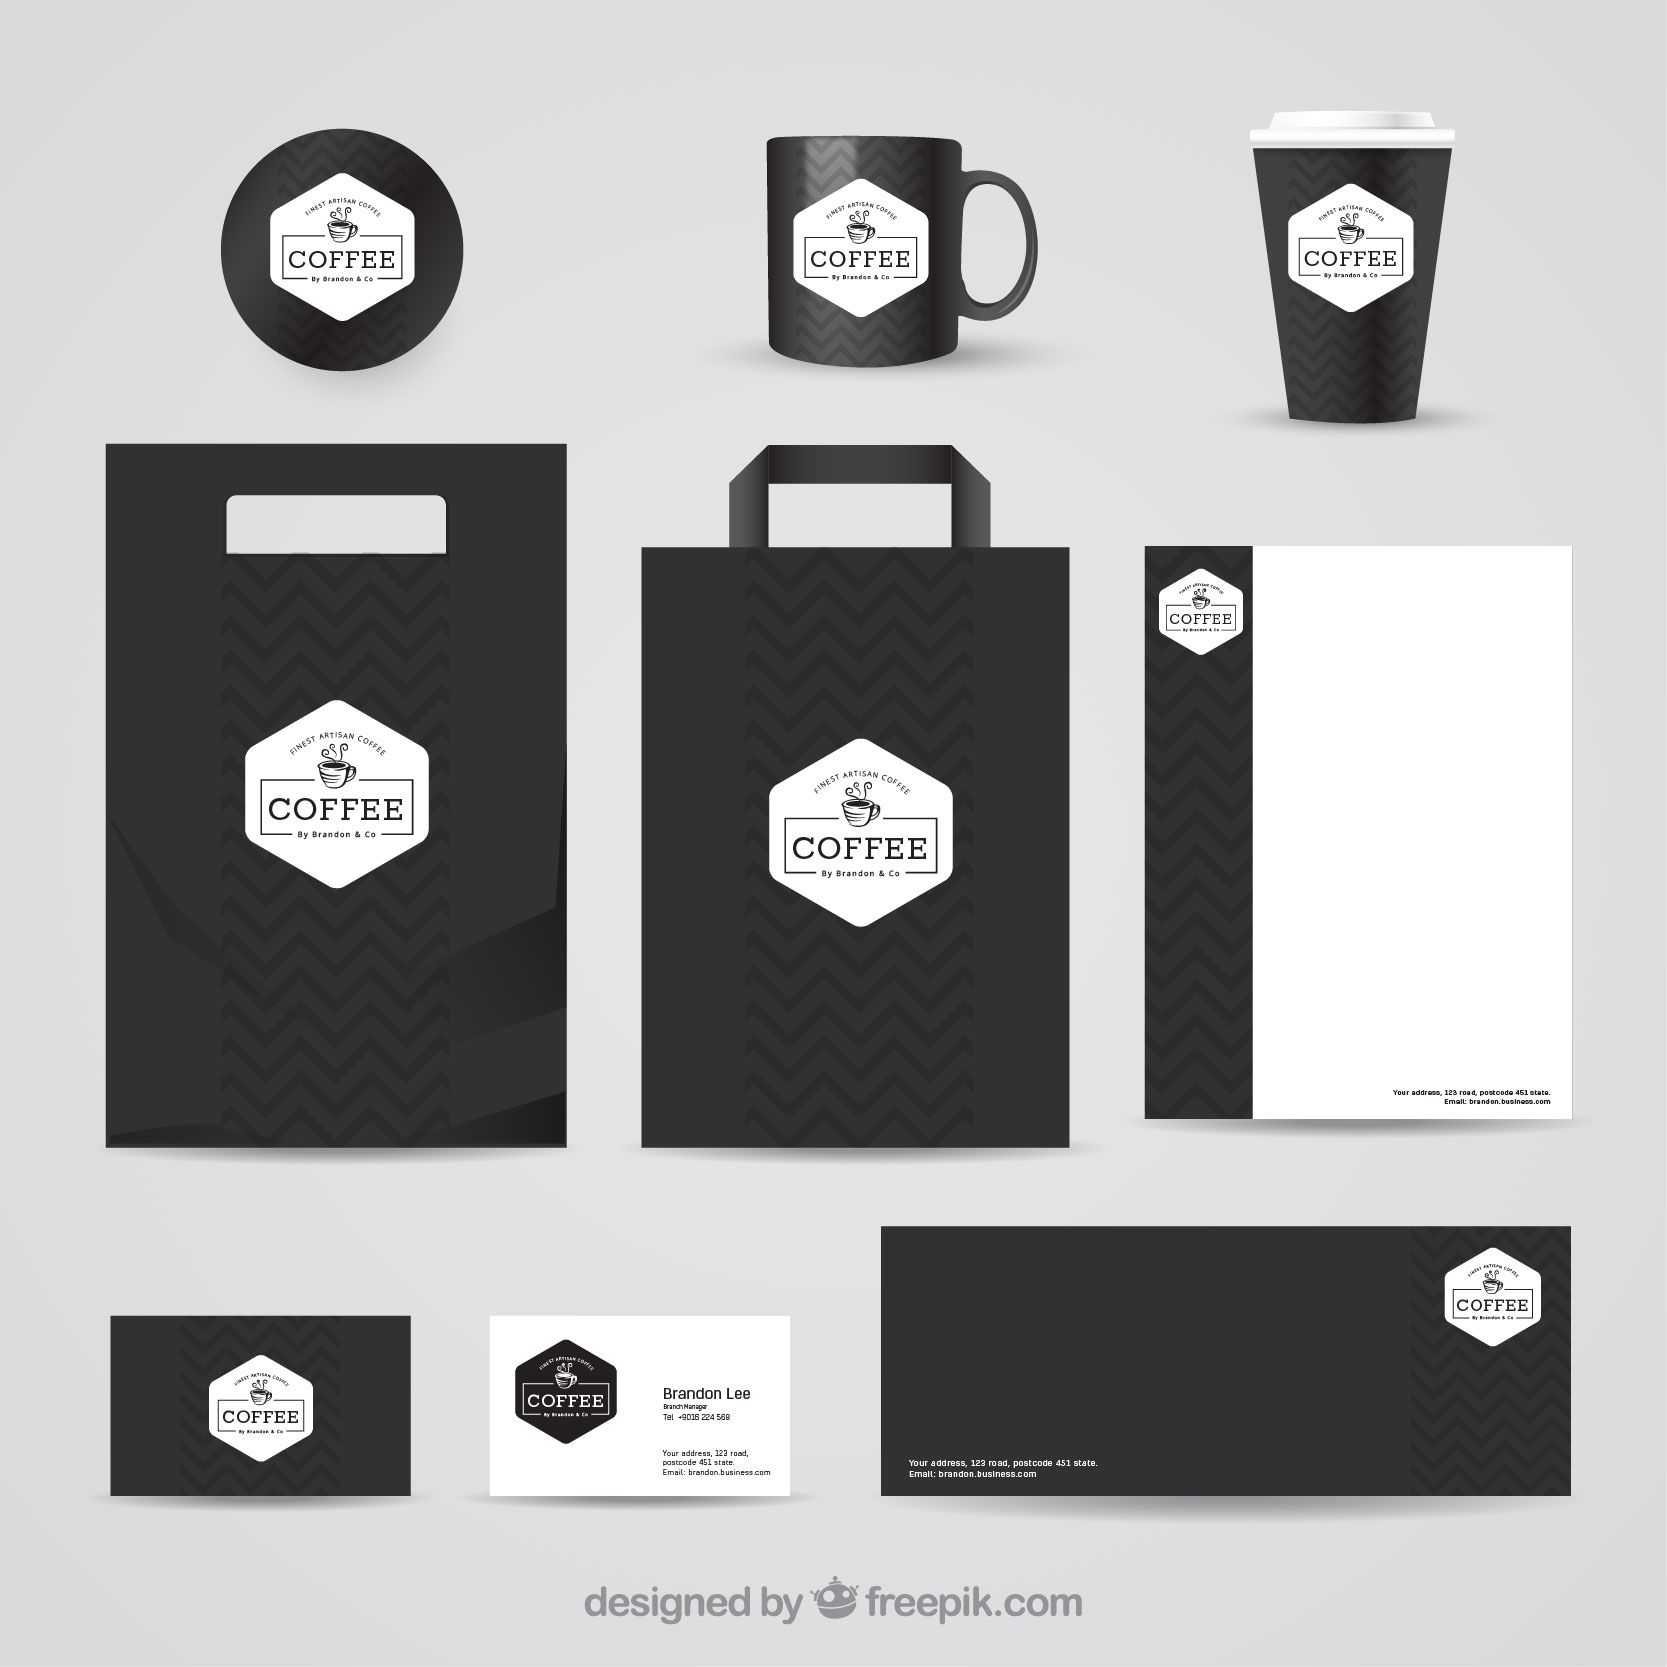 FINEST ARTISAN COFFEE
COFFEE
By Brandon & Co
FINEST ARTISAN COFFEE
COFFEE
By Brandon & Co
FINEST ARTISAN COFFEE
COFFEE
By Brandon & Co
FINEST ARTISAN COFFEE
COFFEE
By Brandon & Co
FINEST ARTISAN COFFEE
COFFEE
By Brandon & Co
FINEST ARTISAN COFFEE
COFFEE
By Brandon & Co
Your address, 123 road, postcode 451 state.
Email: brandon.business.com
FINEST ARTISAN COFFEE
COFFEE
By Brandon & Co
FINEST ARTISAN COFFEE
COFFEE
By Brandon & Co
Brandon Lee
Branch Manager
Tel +9016 224 568
Your address, 123 road,
postcode 451 state.
Email: brandon.business.com
FINEST ARTISAN COFFEE
COFFEE
By Brandon & Co
Your address, 123 road, postcode 451 state.
Email: brandon.business.com
designed by freepik.com